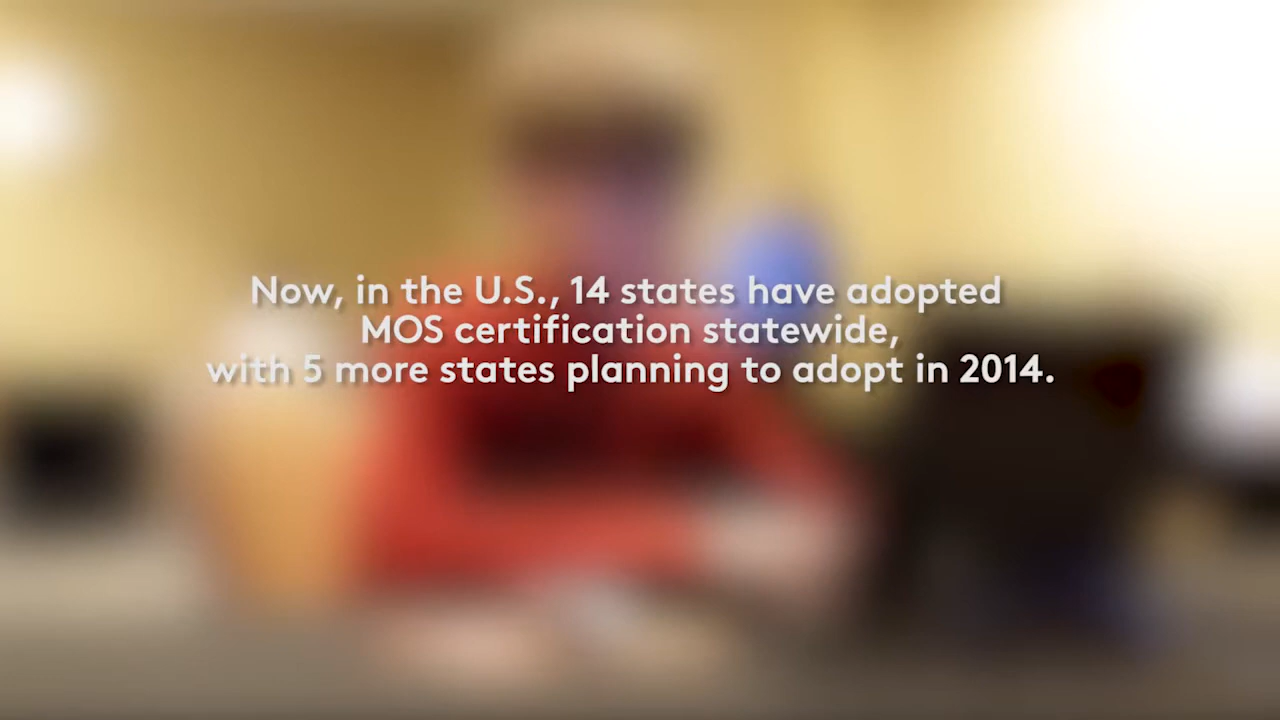 Now, in the U.S., 14 states have adopted
MOS certification statewide,
with 5 more states planning to adopt in 2014.